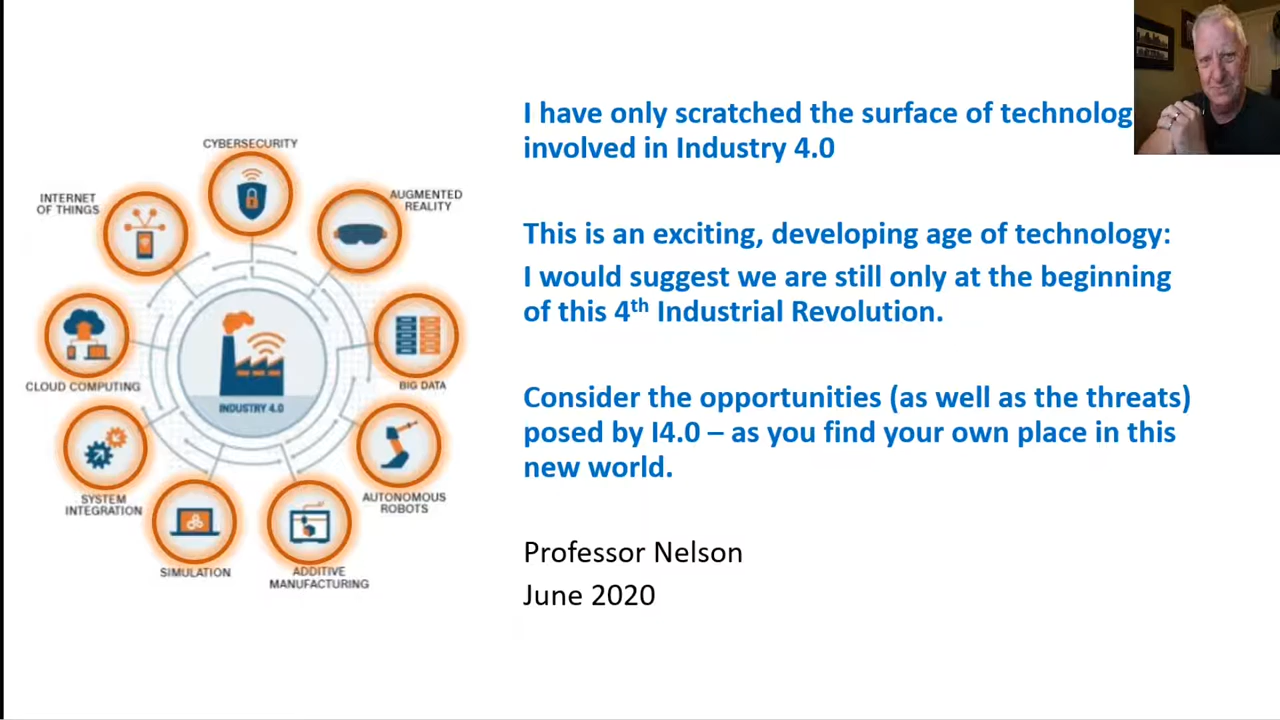 CYBERSECURITY
INTERNET
OF THINGS
AUGMENTED
REALITY
CLOUD COMPUTING
BIG DATA
INDUSTRY 4.0
SYSTEM
INTEGRATION
AUTONOMOUS
ROBOTS
SIMULATION
ADDITIVE
MANUFACTURING
I have only scratched the surface of technolog
involved in Industry 4.0
This is an exciting, developing age of technology:
I would suggest we are still only at the beginning
of this 4th Industrial Revolution.
Consider the opportunities (as well as the threats)
posed by I4.0 – as you find your own place in this
new world.
Professor Nelson
June 2020